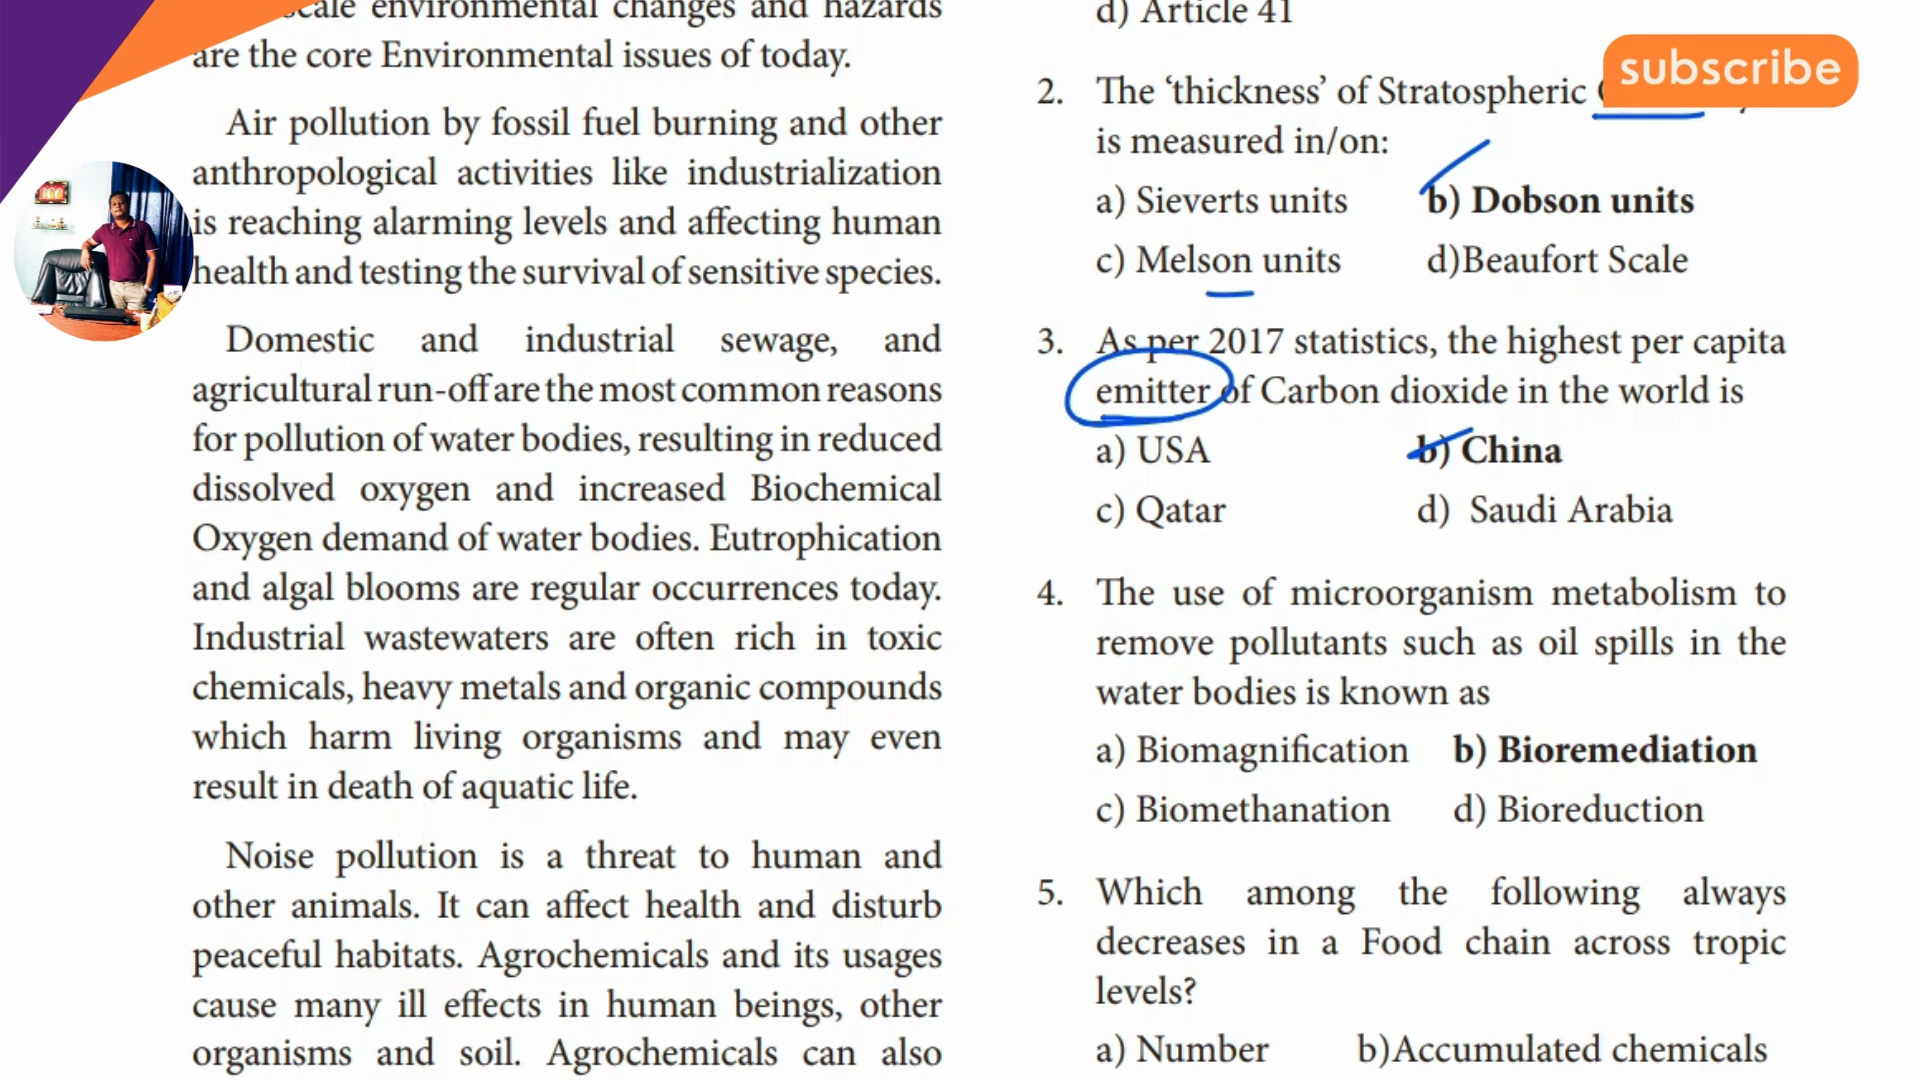 scale environmental changes and hazards
are the core Environmental issues of today.
Air pollution by fossil fuel burning and other
anthropological activities like industrialization
is reaching alarming levels and affecting human
health and testing the survival of sensitive species.
Domestic and industrial sewage, and
agricultural run-off are the most common reasons
for pollution of water bodies, resulting in reduced
dissolved oxygen and increased Biochemical
Oxygen demand of water bodies. Eutrophication
and algal blooms are regular occurrences today.
Industrial wastewaters are often rich in toxic
chemicals, heavy metals and organic compounds
which harm living organisms and may even
result in death of aquatic life.
Noise pollution is a threat to human and
other animals. It can affect health and disturb
peaceful habitats. Agrochemicals and its usages
cause many ill effects in human beings, other
organisms and soil. Agrochemicals can also
d) Article 41
subscribe
2. The ‘thickness’ of Stratospheric
is measured in/on:
a) Sieverts units b) Dobson units
c) Melson units d)Beaufort Scale
3. As per 2017 statistics, the highest per capita
emitter of Carbon dioxide in the world is
a) USA b) China
c) Qatar d) Saudi Arabia
4. The use of microorganism metabolism to
remove pollutants such as oil spills in the
water bodies is known as
a) Biomagnification b) Bioremediation
c) Biomethanation d) Bioreduction
5. Which among the following always
decreases in a Food chain across tropic
levels?
a) Number b)Accumulated chemicals